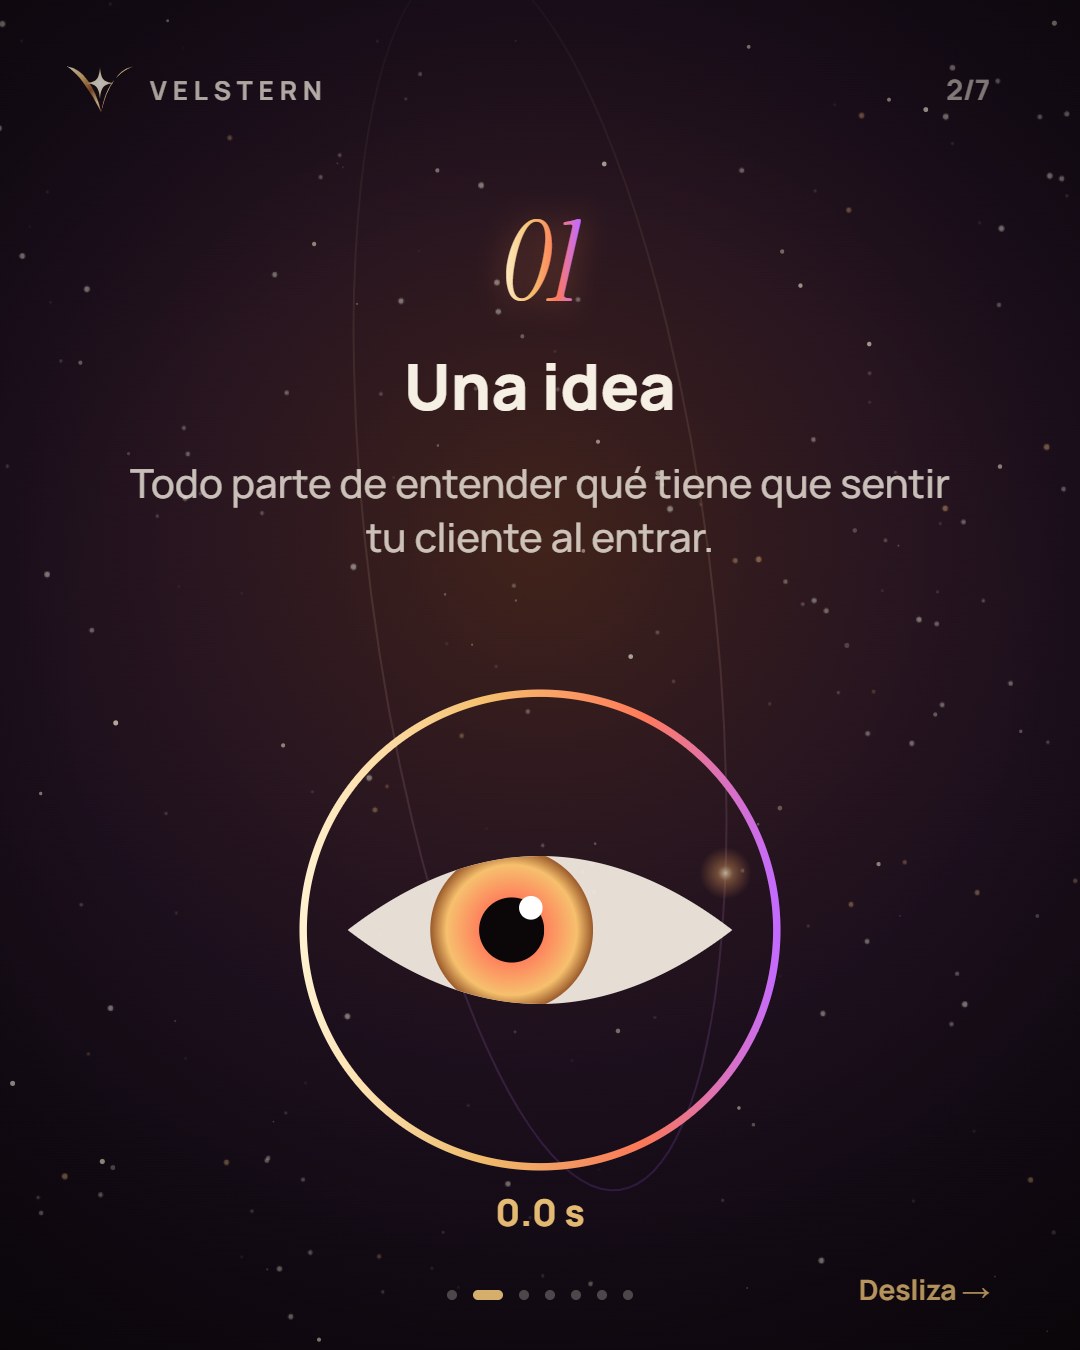 VELSTERN
2/7
01
Una idea
Todo parte de entender qué tiene que sentir
tu cliente al entrar.
0.0 s
Desliza →